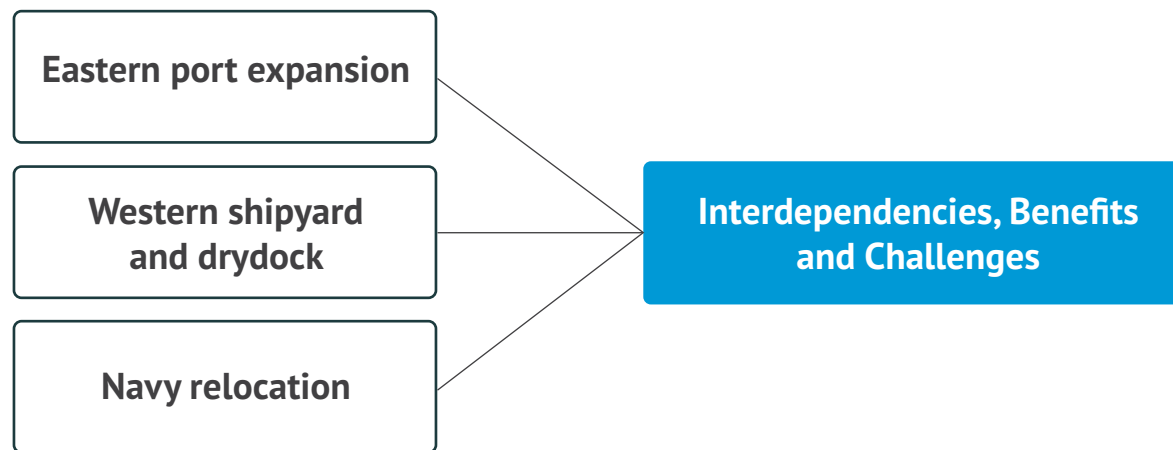 Eastern port expansion
Western shipyard
and drydock
Navy relocation
Interdependencies, Benefits
and Challenges